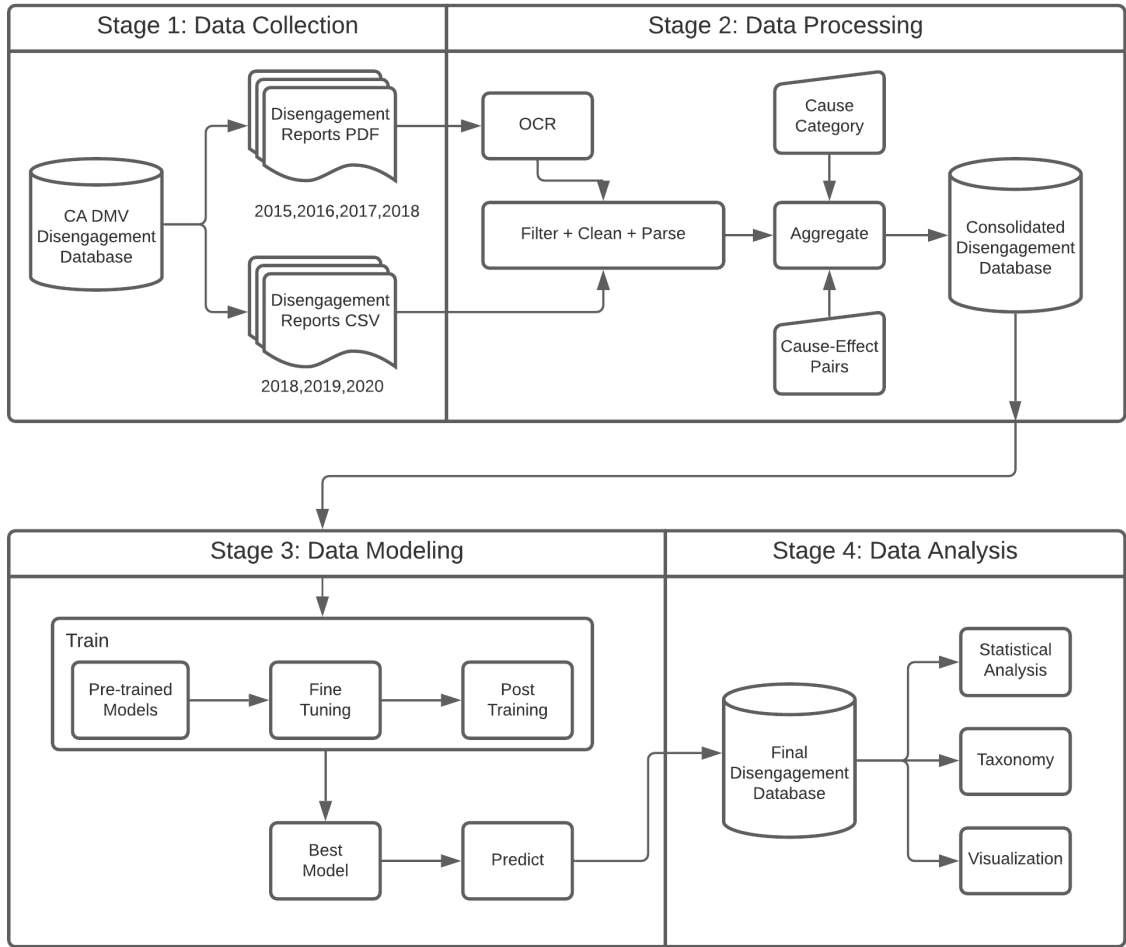 Stage 1: Data Collection
Stage 2: Data Processing
CA DMV
Disengagement
Database
Disengagement
Reports PDF
2015,2016,2017,2018
Disengagement
Reports CSV
2018,2019,2020
OCR
Filter + Clean + Parse
Cause
Category
Aggregate
Cause-Effect
Pairs
Consolidated
Disengagement
Database
Stage 3: Data Modeling
Stage 4: Data Analysis
Train
Pre-trained
Models
Fine
Tuning
Post
Training
Best
Model
Predict
Final
Disengagement
Database
Statistical
Analysis
Taxonomy
Visualization